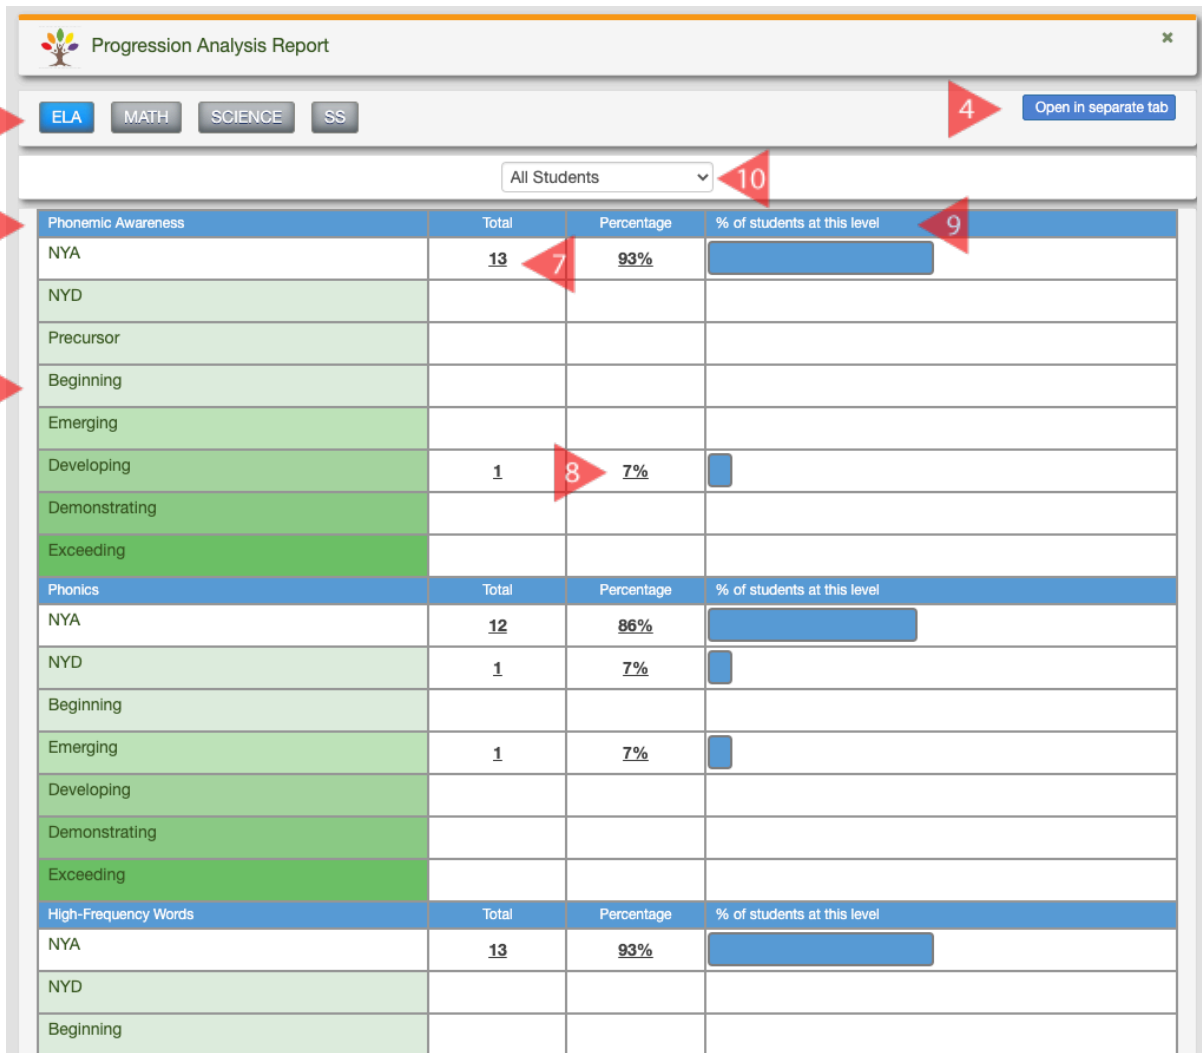 Progression Analysis Report ×
ELA MATH SCIENCE SS 4 Open in separate tab
All Students 10
Phonemic Awareness Total Percentage % of students at this level 9
NYA 13 7 93%
NYD
Precursor
Beginning
Emerging
Developing 1 8 7%
Demonstrating
Exceeding
Phonics Total Percentage % of students at this level
NYA 12 86%
NYD 1 7%
Beginning
Emerging 1 7%
Developing
Demonstrating
Exceeding
High-Frequency Words Total Percentage % of students at this level
NYA 13 93%
NYD
Beginning